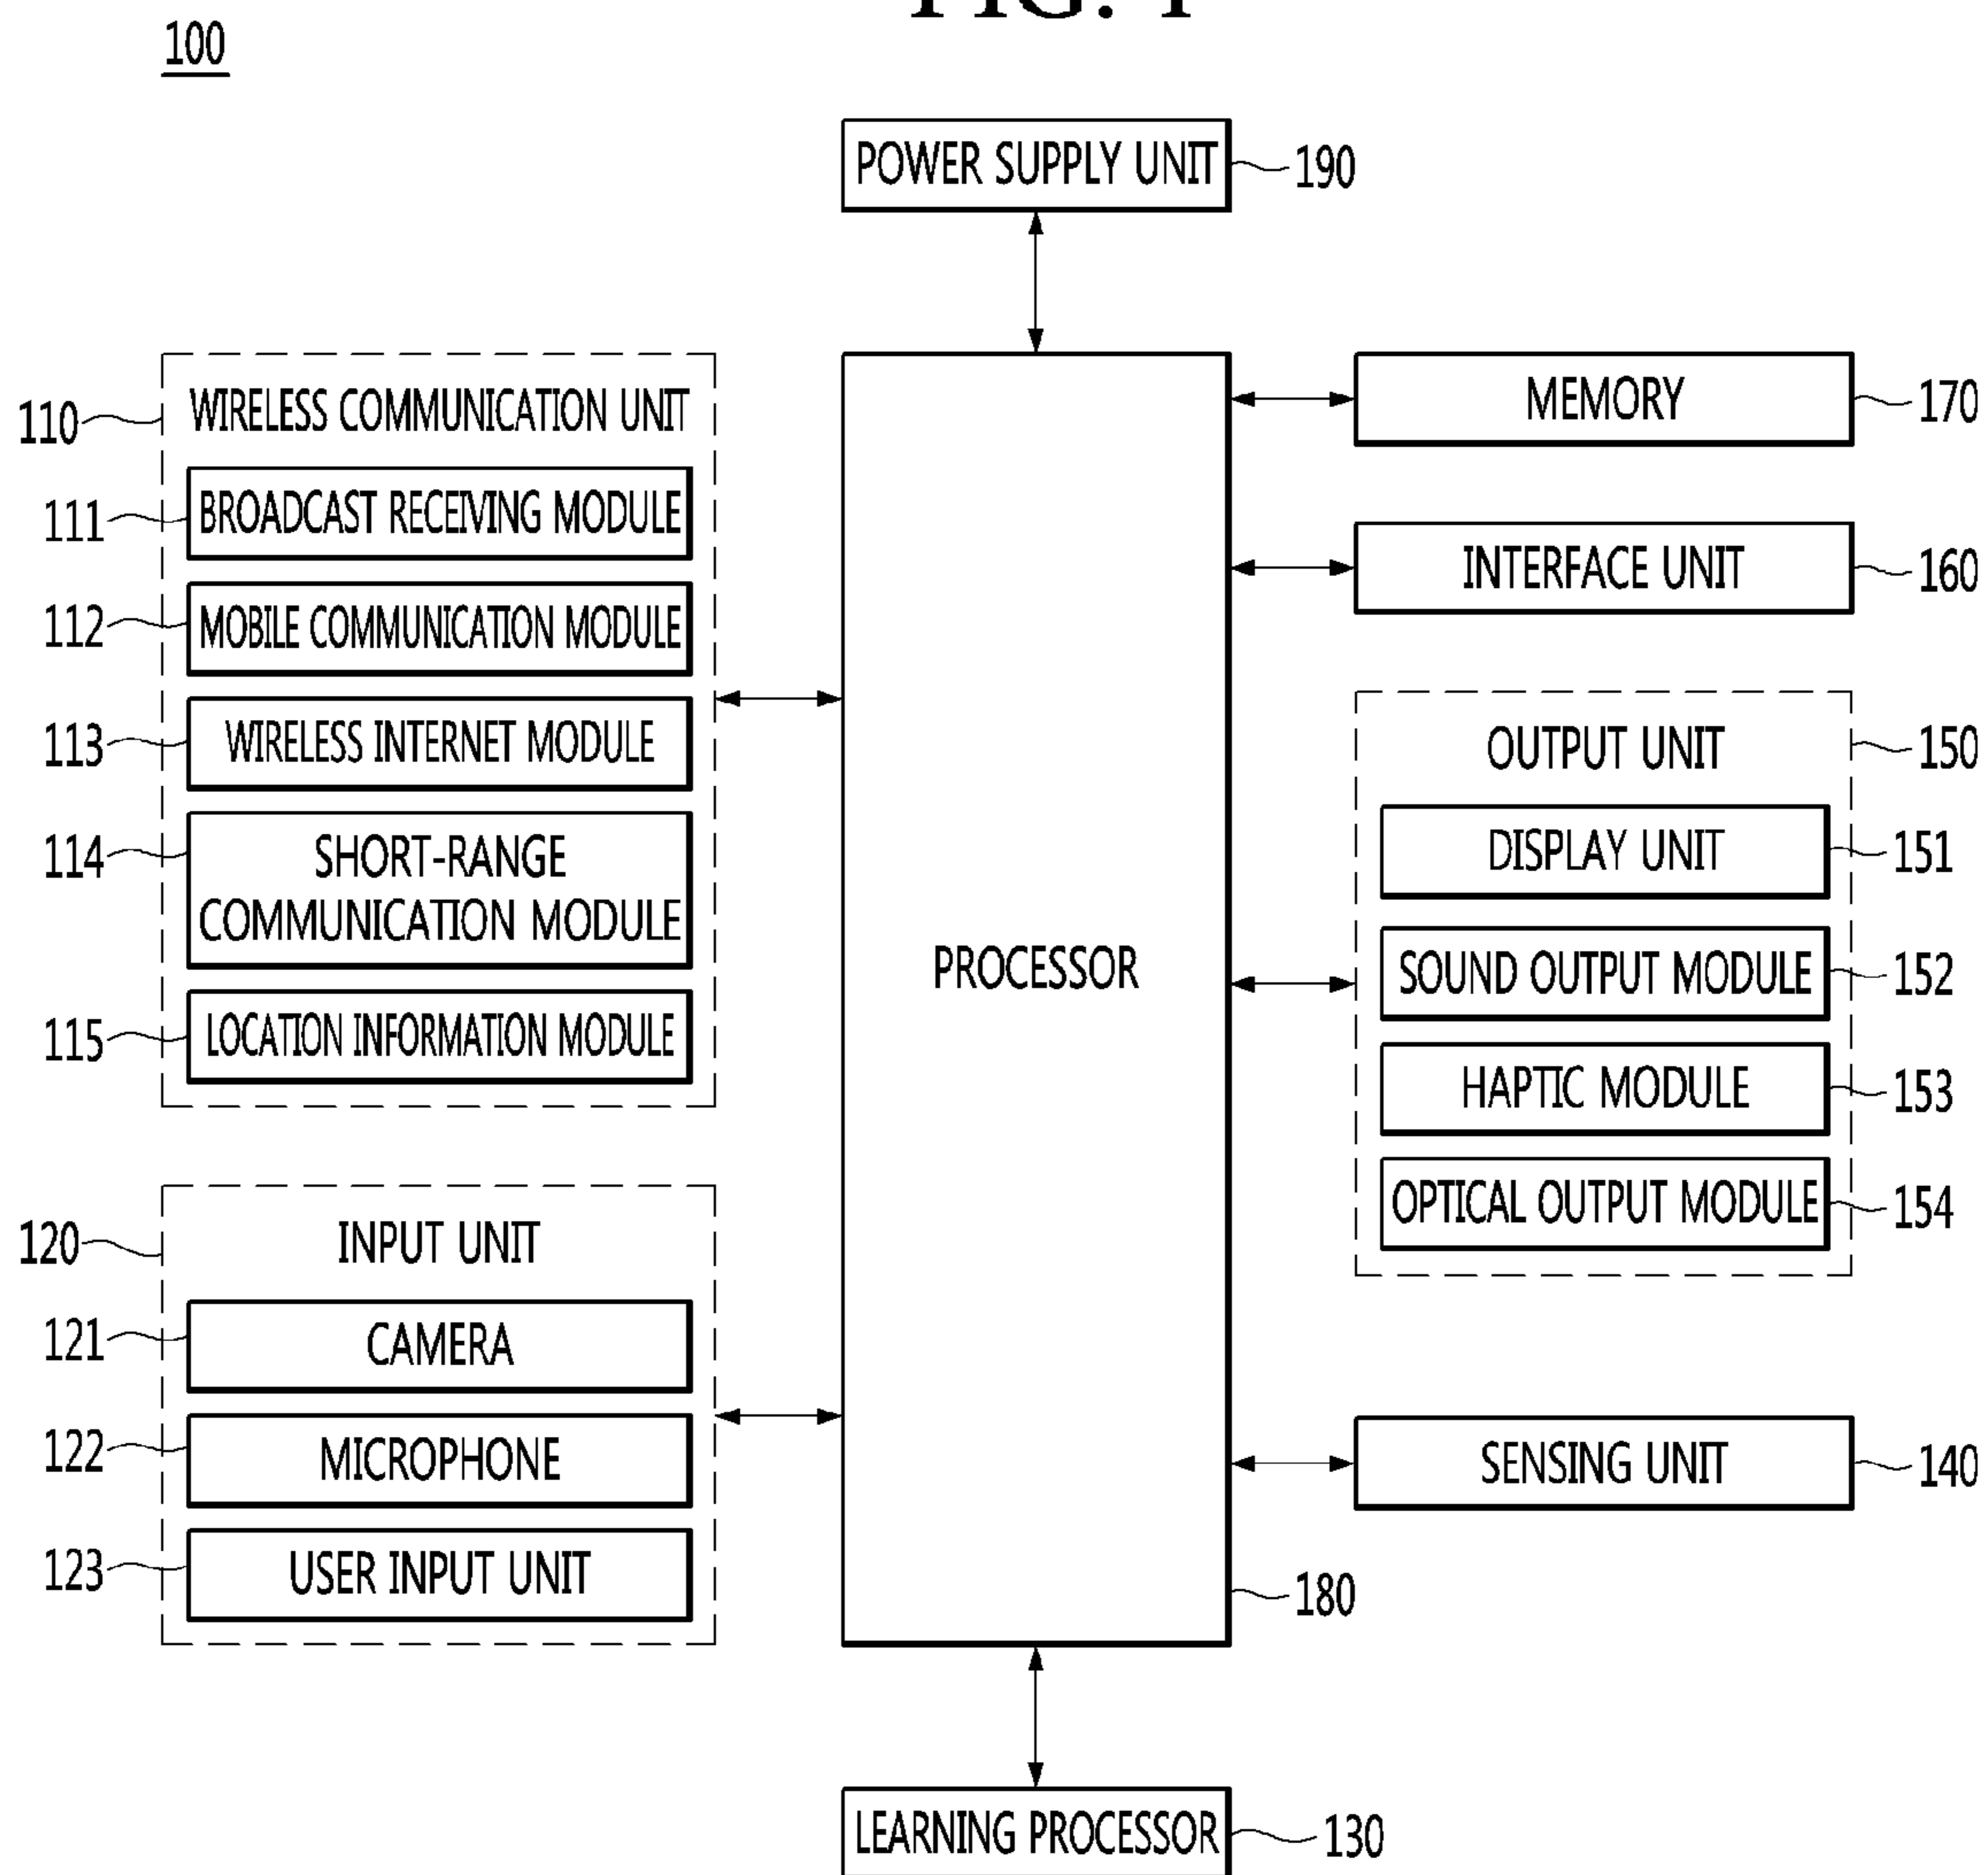 FIG. 1
100
POWER SUPPLY UNIT
190
110
WIRELESS COMMUNICATION UNIT
111
BROADCAST RECEIVING MODULE
112
MOBILE COMMUNICATION MODULE
113
WIRELESS INTERNET MODULE
114
SHORT-RANGE
COMMUNICATION MODULE
115
LOCATION INFORMATION MODULE
120
INPUT UNIT
121
CAMERA
122
MICROPHONE
123
USER INPUT UNIT
PROCESSOR
180
MEMORY
170
INTERFACE UNIT
160
OUTPUT UNIT
150
DISPLAY UNIT
151
SOUND OUTPUT MODULE
152
HAPTIC MODULE
153
OPTICAL OUTPUT MODULE
154
SENSING UNIT
140
LEARNING PROCESSOR
130